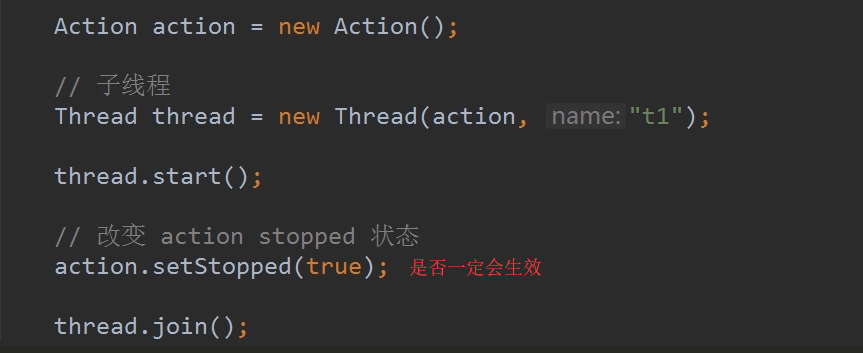 Action action = new Action();
// 子线程
Thread thread = new Thread(action, name: "t1");
thread.start();
// 改变 action stopped 状态
action.setStopped(true); 是否一定会生效
thread.join();